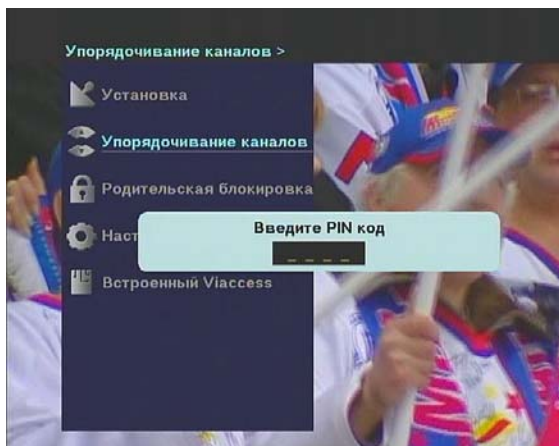 Упорядочивание каналов >
Установка
Упорядочивание каналов
Родительская блокировка
Введите PIN код
_ _ _ _
Встроенный Viaccess